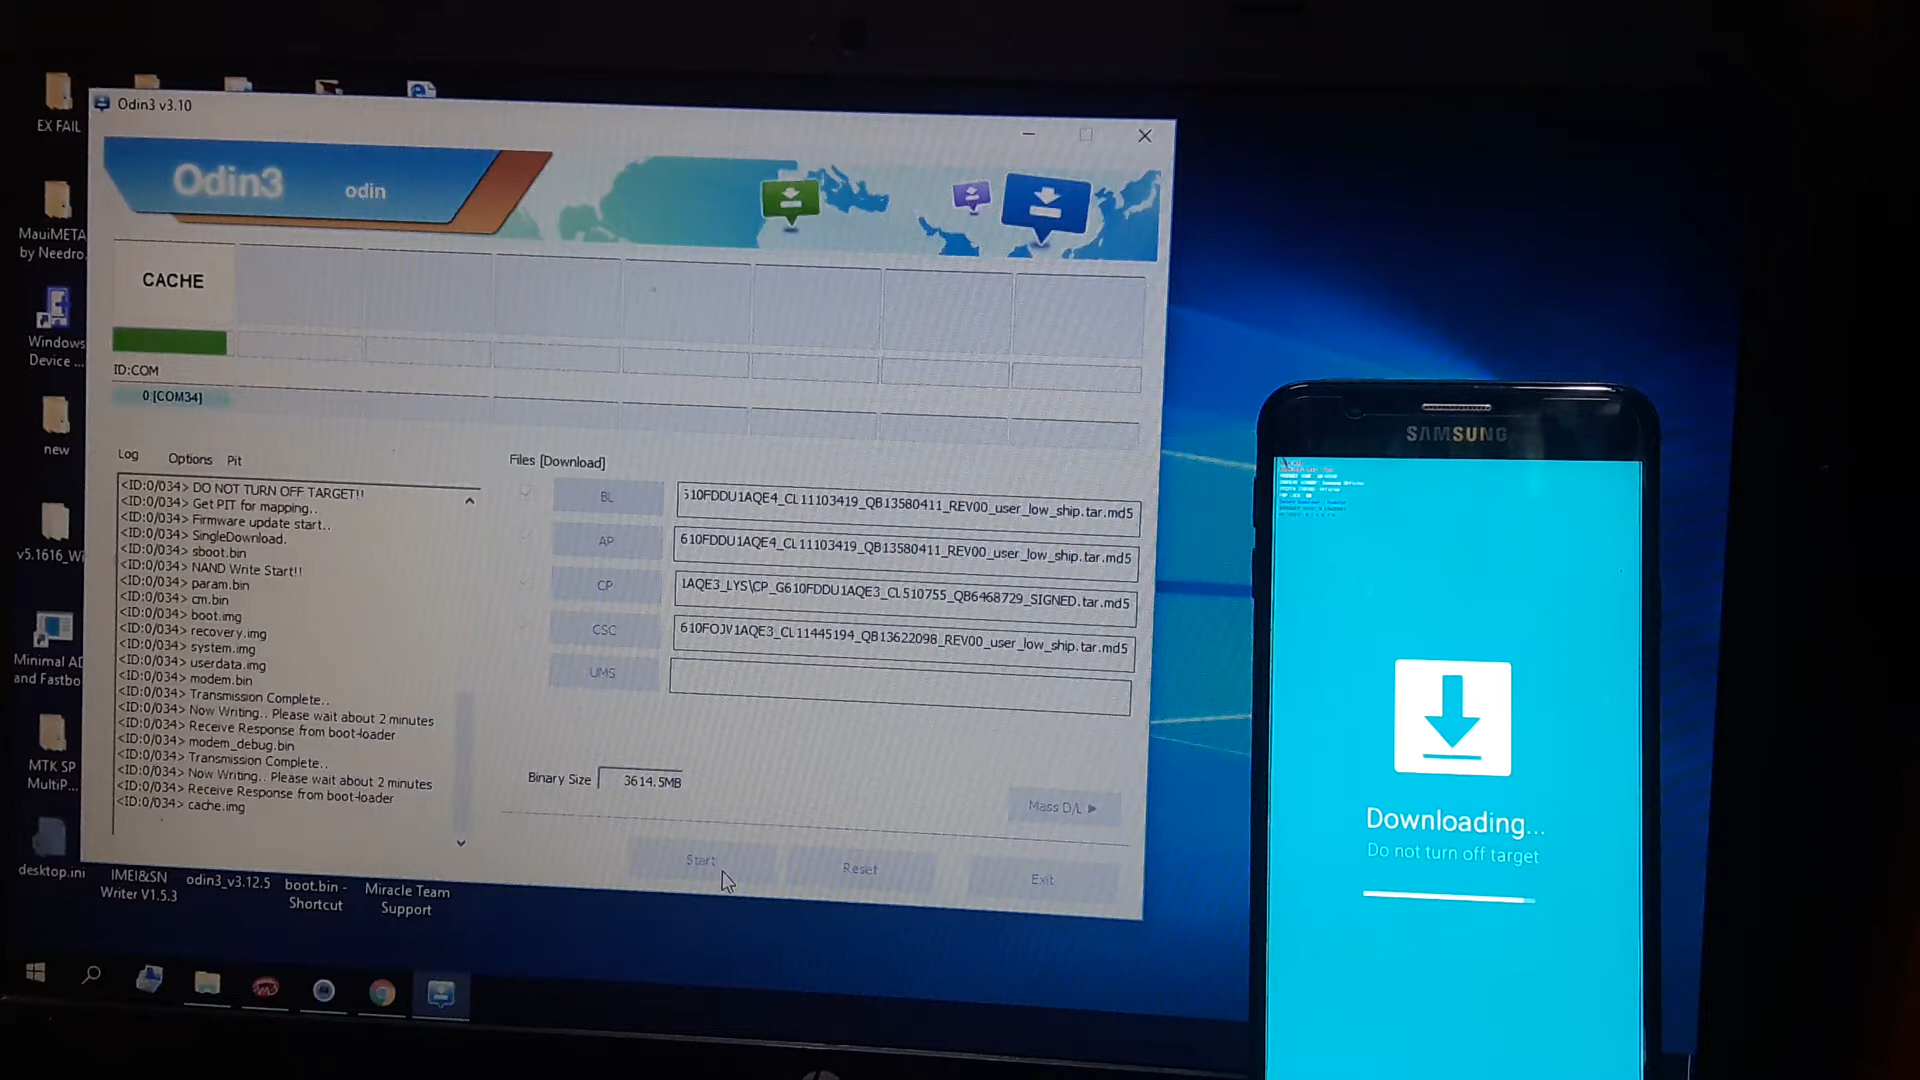 EX FAIL
MauiMETA
by Needro.
Windows
Device ...
new
v5.1616_Wi
Minimal AD
and Fastbo
MTK SP
MultiP...
desktop.ini
IMEI&SN
Writer V1.5.3
odin3_v3.12.5
boot.bin -
Shortcut
Miracle Team
Support
Odin3 v3.10
Odin3 odin
CACHE
ID:COM
0:[COM34]
Log Options Pit
<ID:0/034> DO NOT TURN OFF TARGET!!
<ID:0/034> Get PIT for mapping..
<ID:0/034> Firmware update start..
<ID:0/034> SingleDownload.
<ID:0/034> sboot.bin
<ID:0/034> NAND Write Start!!
<ID:0/034> param.bin
<ID:0/034> cm.bin
<ID:0/034> boot.img
<ID:0/034> recovery.img
<ID:0/034> system.img
<ID:0/034> userdata.img
<ID:0/034> modem.bin
<ID:0/034> Transmission Complete..
<ID:0/034> Now Writing.. Please wait about 2 minutes
<ID:0/034> Receive Response from boot-loader
<ID:0/034> modem_debug.bin
<ID:0/034> Transmission Complete..
<ID:0/034> Now Writing.. Please wait about 2 minutes
<ID:0/034> Receive Response from boot-loader
<ID:0/034> cache.img
Files [Download]
BL 610FDDU1AQE4_CL11103419_QB13580411_REV00_user_low_ship.tar.md5
AP 610FDDU1AQE4_CL11103419_QB13580411_REV00_user_low_ship.tar.md5
CP 1AQE3_LYS\CP_G610FDDU1AQE3_CL510755_QB6468729_SIGNED.tar.md5
CSC 610FOJV1AQE3_CL11445194_QB13622098_REV00_user_low_ship.tar.md5
UMS
Binary Size 3614.5MB
Mass D/L ▶
Start Reset Exit
SAMSUNG
Downloading...
Do not turn off target